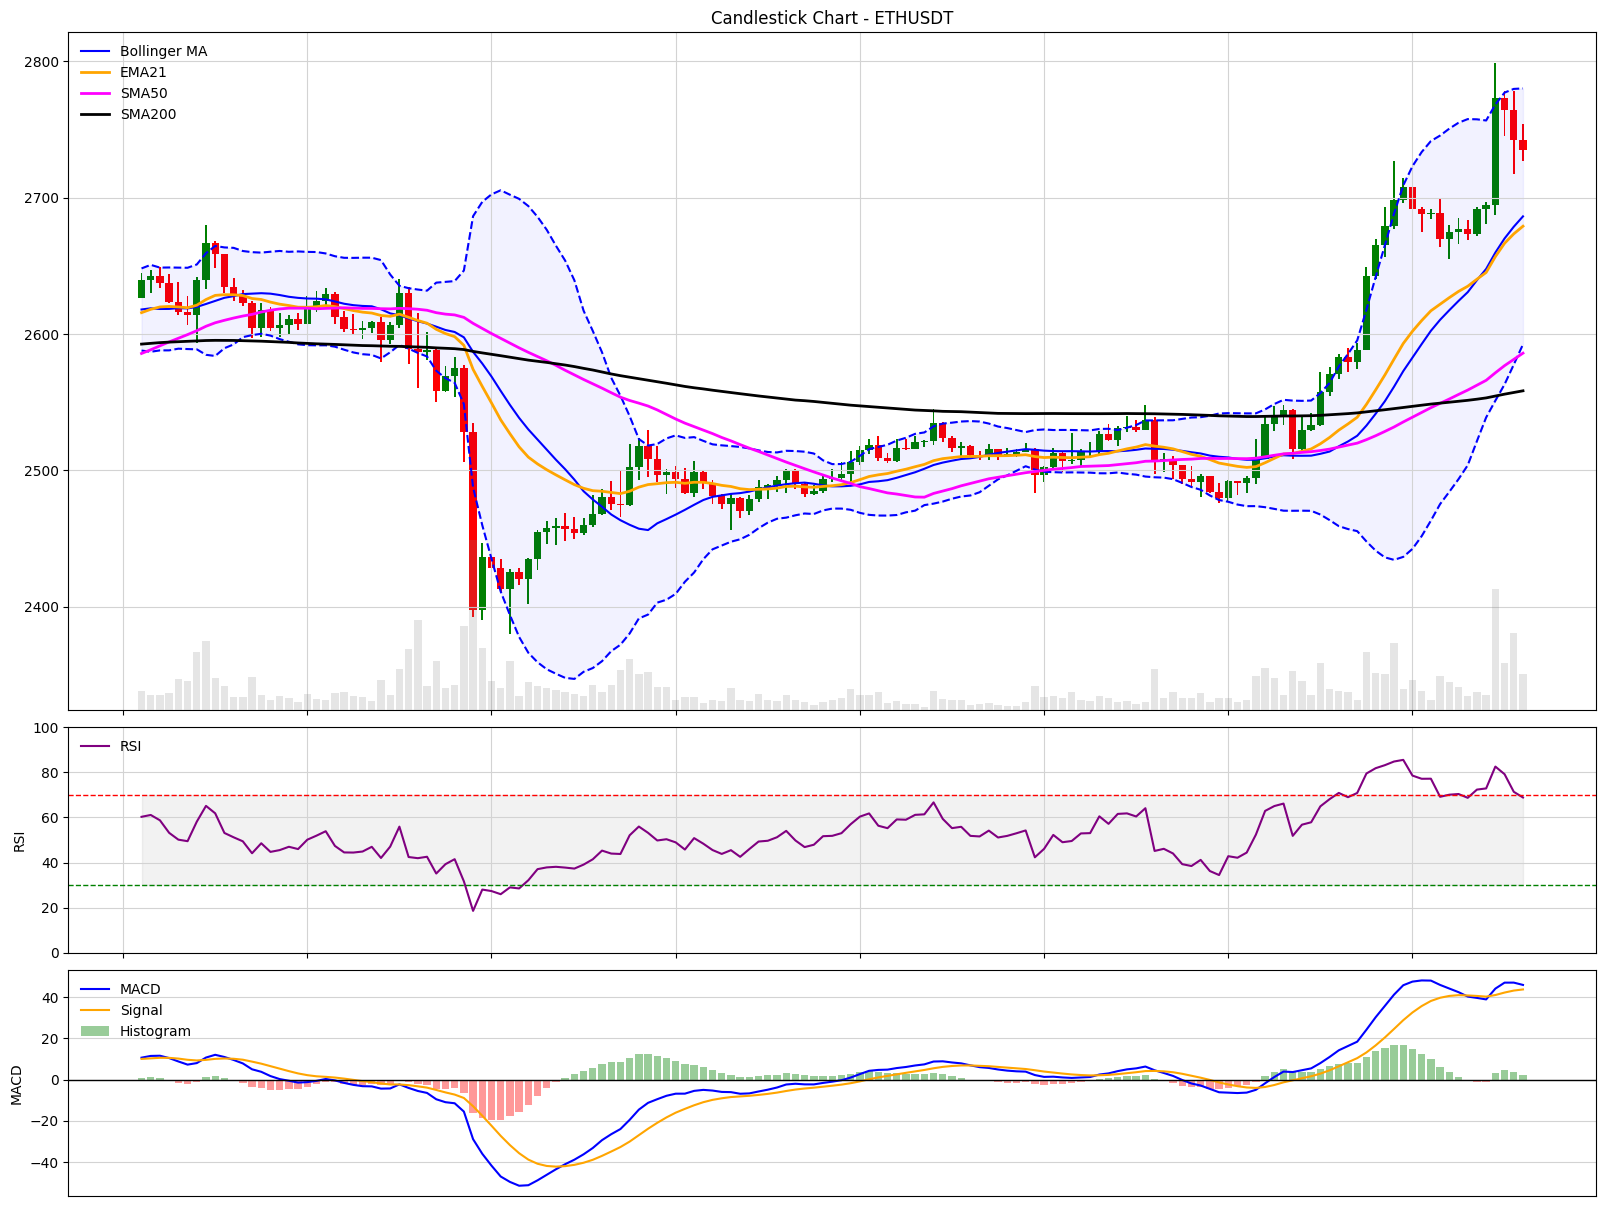 Candlestick Chart - ETHUSDT
Bollinger MA
EMA21
SMA50
SMA200
2800
2700
2600
2500
2400
RSI
100
80
60
40
20
0
RSI
MACD
Signal
Histogram
40
20
0
−20
−40
MACD